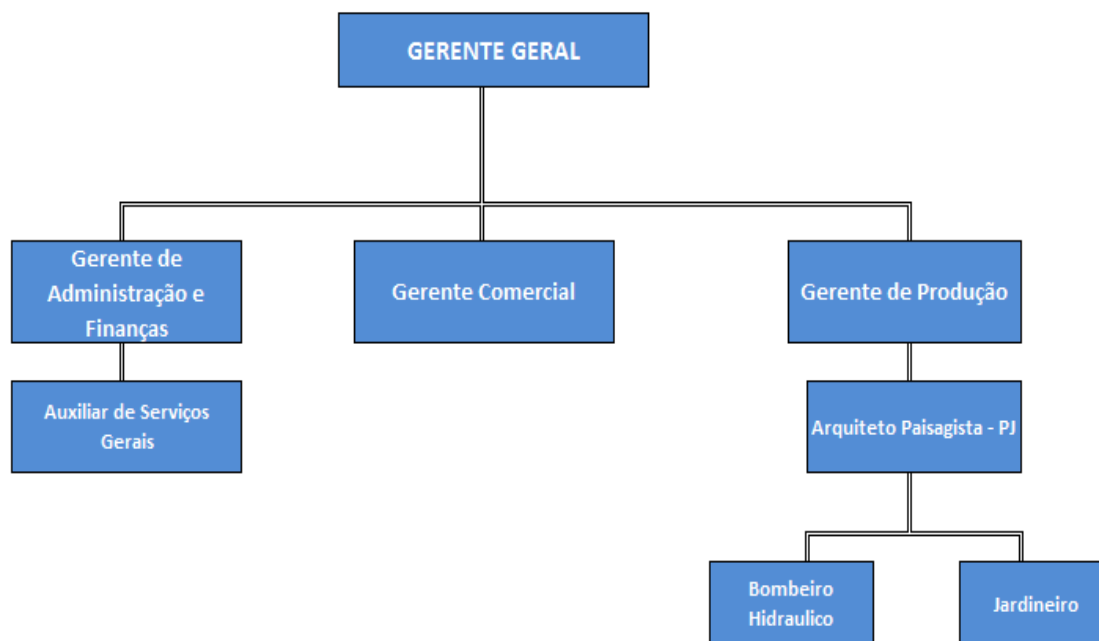 GERENTE GERAL
Gerente de
Administração e
Finanças
Gerente Comercial
Gerente de Produção
Auxiliar de Serviços
Gerais
Arquiteto Paisagista - PJ
Bombeiro
Hidraulico
Jardineiro